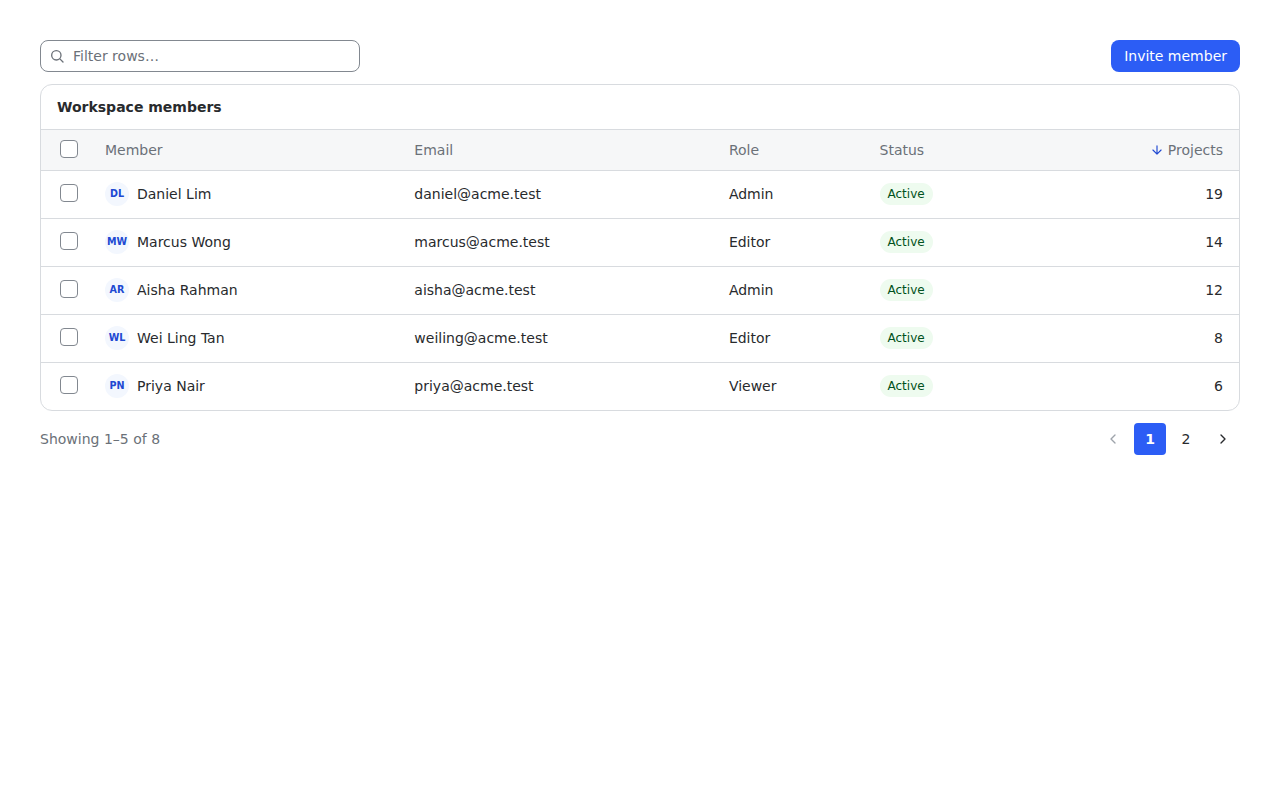 Filter rows…
Invite member
Workspace members
Member Email Role Status Projects
DL Daniel Lim daniel@acme.test Admin Active 19
MW Marcus Wong marcus@acme.test Editor Active 14
AR Aisha Rahman aisha@acme.test Admin Active 12
WL Wei Ling Tan weiling@acme.test Editor Active 8
PN Priya Nair priya@acme.test Viewer Active 6
Showing 1–5 of 8
1 2